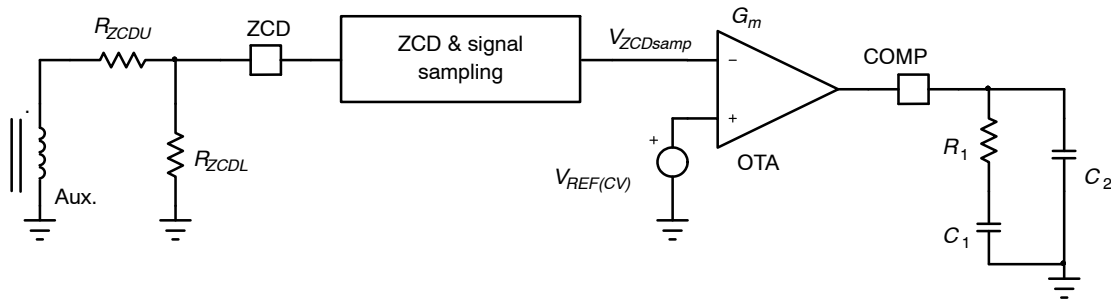 R_ZCDU
ZCD
ZCD & signal
sampling
V_ZCDsamp
G_m
−
+
OTA
COMP
R_ZCDL
Aux.
+
V_REF(CV)
R_1
C_1
C_2